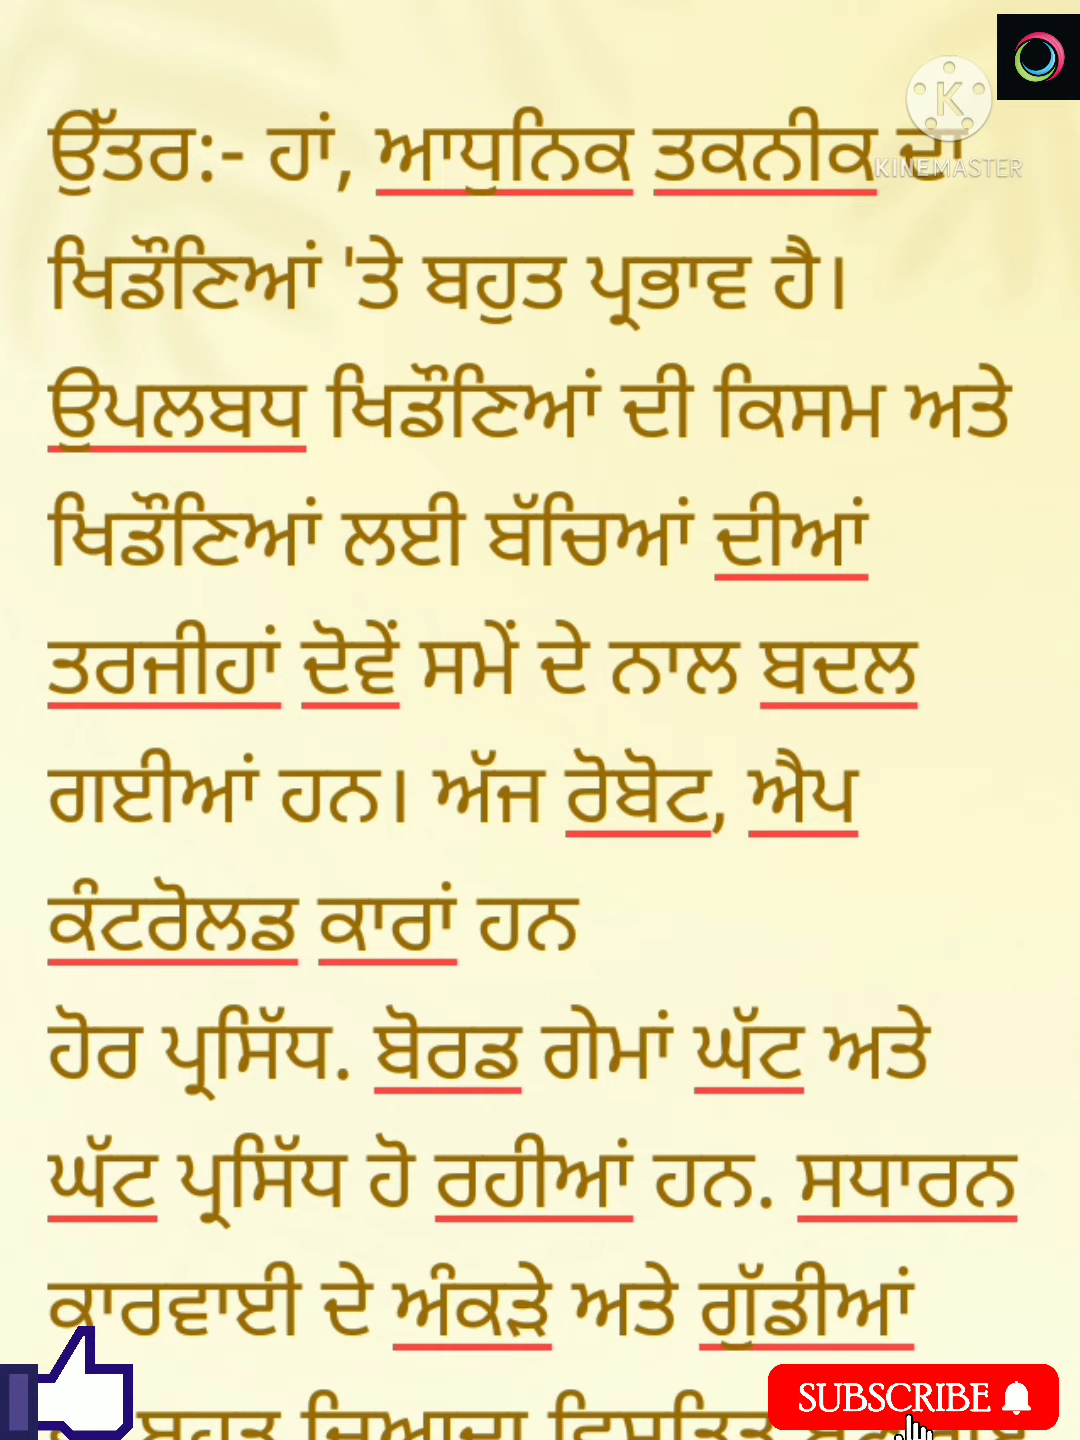 ਉੱਤਰ:- ਹਾਂ, ਆਧੁਨਿਕ ਤਕਨੀਕ ਦਾ
KINEMASTER
ਖਿਡੌਣਿਆਂ 'ਤੇ ਬਹੁਤ ਪ੍ਰਭਾਵ ਹੈ।
ਉਪਲਬਧ ਖਿਡੌਣਿਆਂ ਦੀ ਕਿਸਮ ਅਤੇ
ਖਿਡੌਣਿਆਂ ਲਈ ਬੱਚਿਆਂ ਦੀਆਂ
ਤਰਜੀਹਾਂ ਦੋਵੇਂ ਸਮੇਂ ਦੇ ਨਾਲ ਬਦਲ
ਗਈਆਂ ਹਨ। ਅੱਜ ਰੋਬੋਟ, ਐਪ
ਕੰਟਰੋਲਡ ਕਾਰਾਂ ਹਨ
ਹੋਰ ਪ੍ਰਸਿੱਧ. ਬੋਰਡ ਗੇਮਾਂ ਘੱਟ ਅਤੇ
ਘੱਟ ਪ੍ਰਸਿੱਧ ਹੋ ਰਹੀਆਂ ਹਨ. ਸਧਾਰਨ
ਕਾਰਵਾਈ ਦੇ ਅੰਕੜੇ ਅਤੇ ਗੁੱਡੀਆਂ
SUBSCRIBE